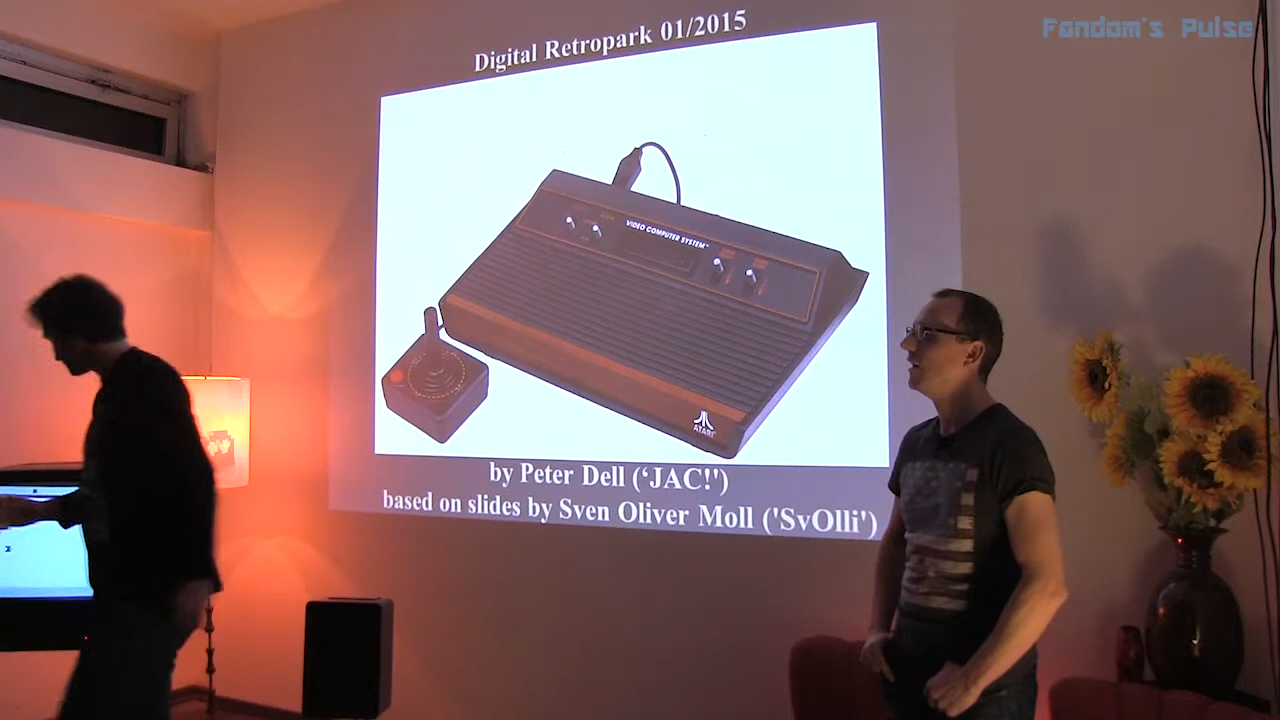 Digital Retropark 01/2015
Fandom's Pulse
VIDEO COMPUTER SYSTEM™
ATARI
by Peter Dell (‘JAC!')
based on slides by Sven Oliver Moll ('SvOlli')